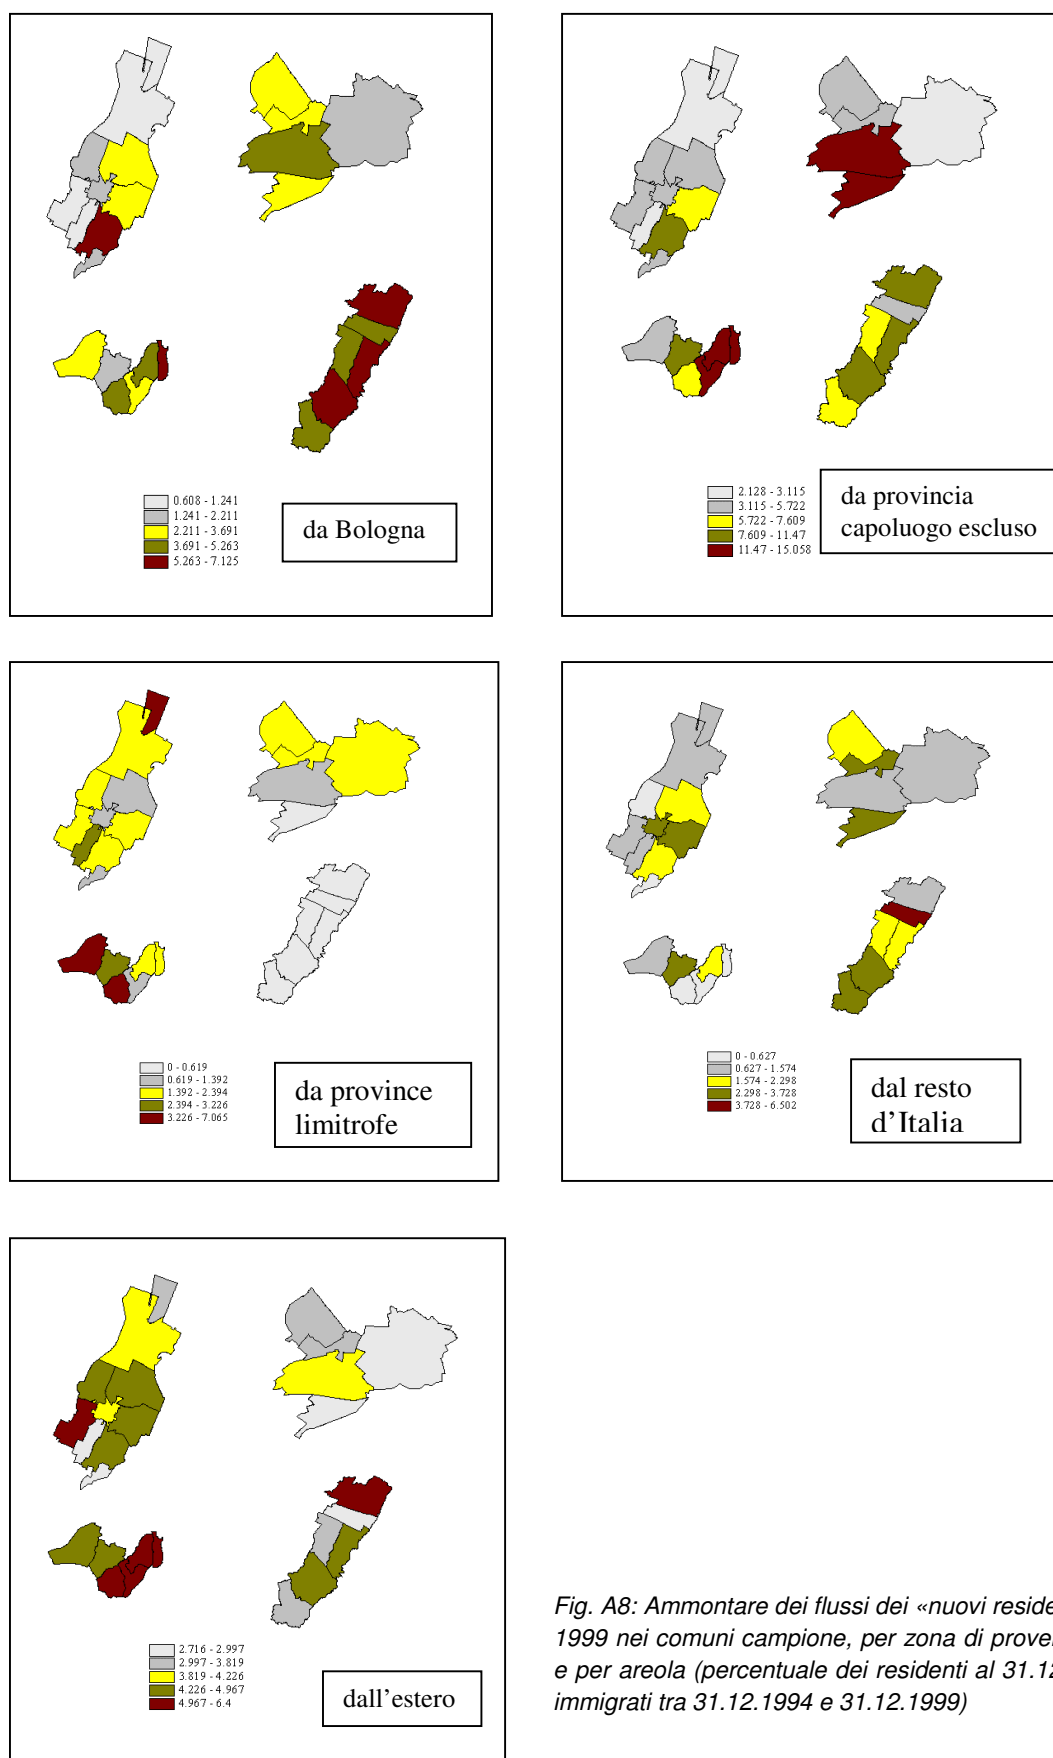 0.608 - 1.241
1.241 - 2.211
2.211 - 3.691
3.691 - 5.263
5.263 - 7.125
da Bologna
2.128 - 3.115
3.115 - 5.722
5.722 - 7.609
7.609 - 11.47
11.47 - 15.058
da provincia
capoluogo escluso
0 - 0.619
0.619 - 1.392
1.392 - 2.394
2.394 - 3.226
3.226 - 7.065
da province
limitrofe
0 - 0.627
0.627 - 1.574
1.574 - 2.298
2.298 - 3.728
3.728 - 6.502
dal resto
d'Italia
2.716 - 2.997
2.997 - 3.819
3.819 - 4.226
4.226 - 4.967
4.967 - 6.4
dall'estero
Fig. A8: Ammontare dei flussi dei «nuovi reside
1999 nei comuni campione, per zona di prove
e per areola (percentuale dei residenti al 31.12
immigrati tra 31.12.1994 e 31.12.1999)